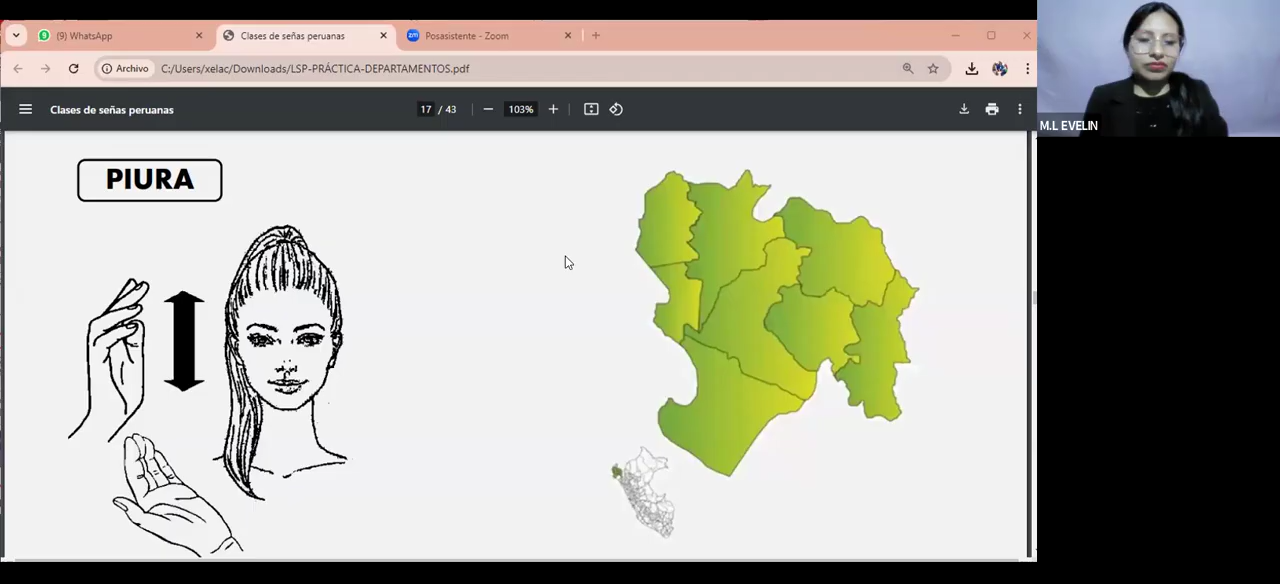 (9) WhatsApp
Clases de señas peruanas
Posasistente - Zoom
Archivo
C:/Users/xelac/Downloads/LSP-PRÁCTICA-DEPARTAMENTOS.pdf
Clases de señas peruanas
17 / 43
103%
M.L EVELIN
PIURA